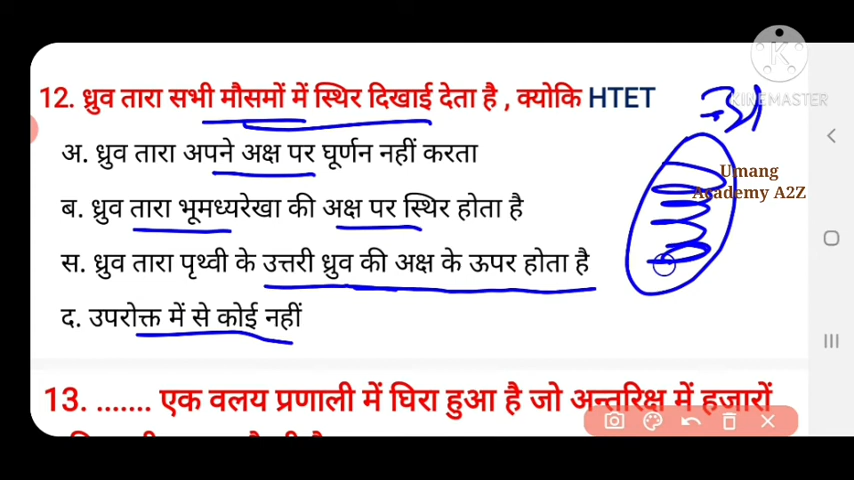 12. ध्रुव तारा सभी मौसमों में स्थिर दिखाई देता है , क्योकि HTET
अ. ध्रुव तारा अपने अक्ष पर घूर्णन नहीं करता
ब. ध्रुव तारा भूमध्यरेखा की अक्ष पर स्थिर होता है
स. ध्रुव तारा पृथ्वी के उत्तरी ध्रुव की अक्ष के ऊपर होता है
द. उपरोक्त में से कोई नहीं
K
KINEMASTER
Umang
Academy A2Z
13. ....... एक वलय प्रणाली में घिरा हुआ है जो अन्तरिक्ष में हजारों